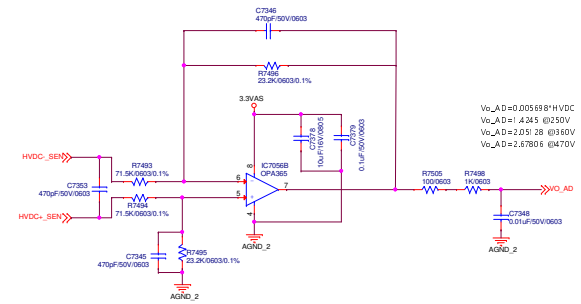 C7346
470pF/50V/0603
R7496
23.2K/0603/0.1%
3.3VAS
C7378
10uF/16V/0805
C7379
0.1uF/50V/0603
Vo_AD=0.005698*HVDC
Vo_AD=1.4245 @250V
Vo_AD=2.05128 @360V
Vo_AD=2.67806 @470V
HVDC-_SEN
R7493
71.5K/0603/0.1%
C7353
470pF/50V/0603
R7494
71.5K/0603/0.1%
HVDC+_SEN
8
IC7056B
OPA365
6
5
7
4
R7505
100/0603
R7498
1K/0603
VO_AD
C7348
0.01uF/50V/0603
AGND_2
AGND_2
C7345
470pF/50V/0603
R7495
23.2K/0603/0.1%
AGND_2